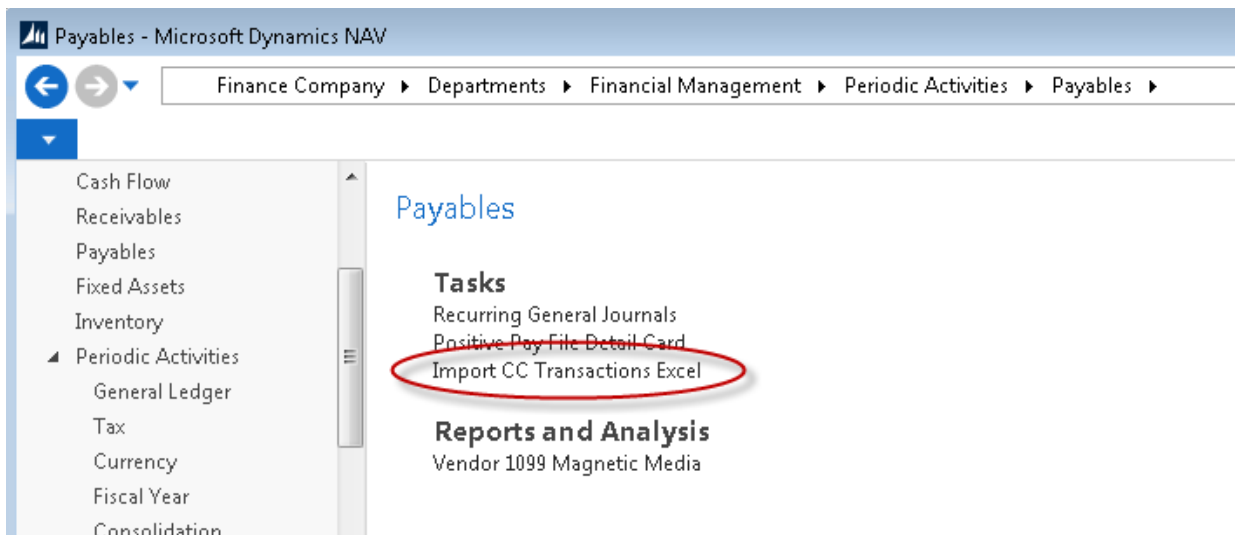 Payables - Microsoft Dynamics NAV
Finance Company ▸ Departments ▸ Financial Management ▸ Periodic Activities ▸ Payables ▸
Cash Flow
Receivables
Payables
Fixed Assets
Inventory
Periodic Activities
General Ledger
Tax
Currency
Fiscal Year
Consolidation
Payables
Tasks
Recurring General Journals
Positive Pay File Detail Card
Import CC Transactions Excel
Reports and Analysis
Vendor 1099 Magnetic Media